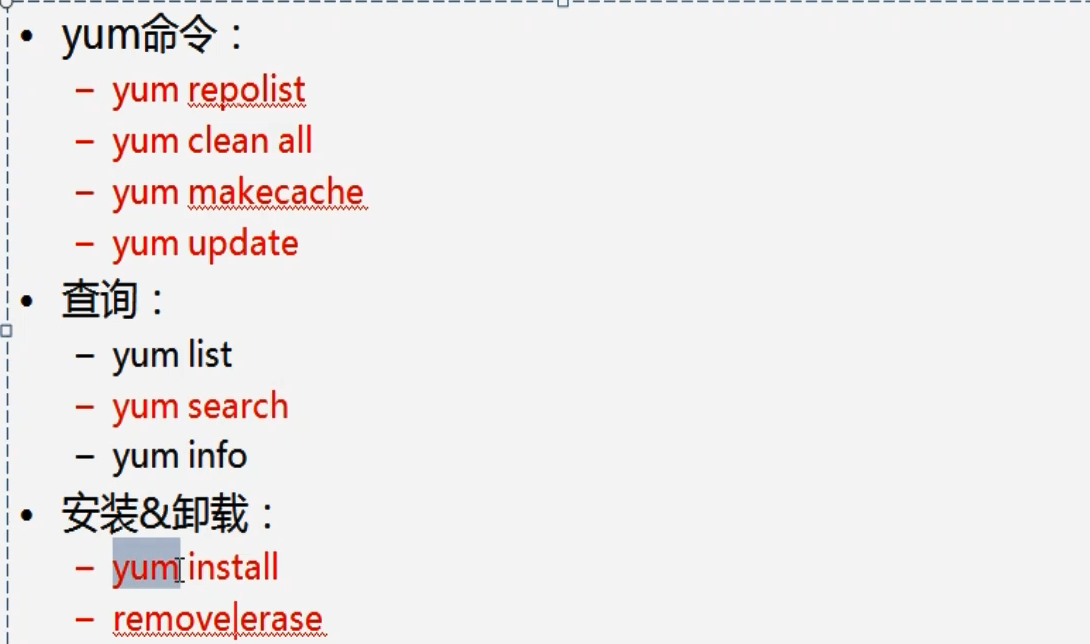 • yum命令：
– yum repolist
– yum clean all
– yum makecache
– yum update
• 查询：
– yum list
– yum search
– yum info
• 安装&卸载：
– yum install
– remove|erase